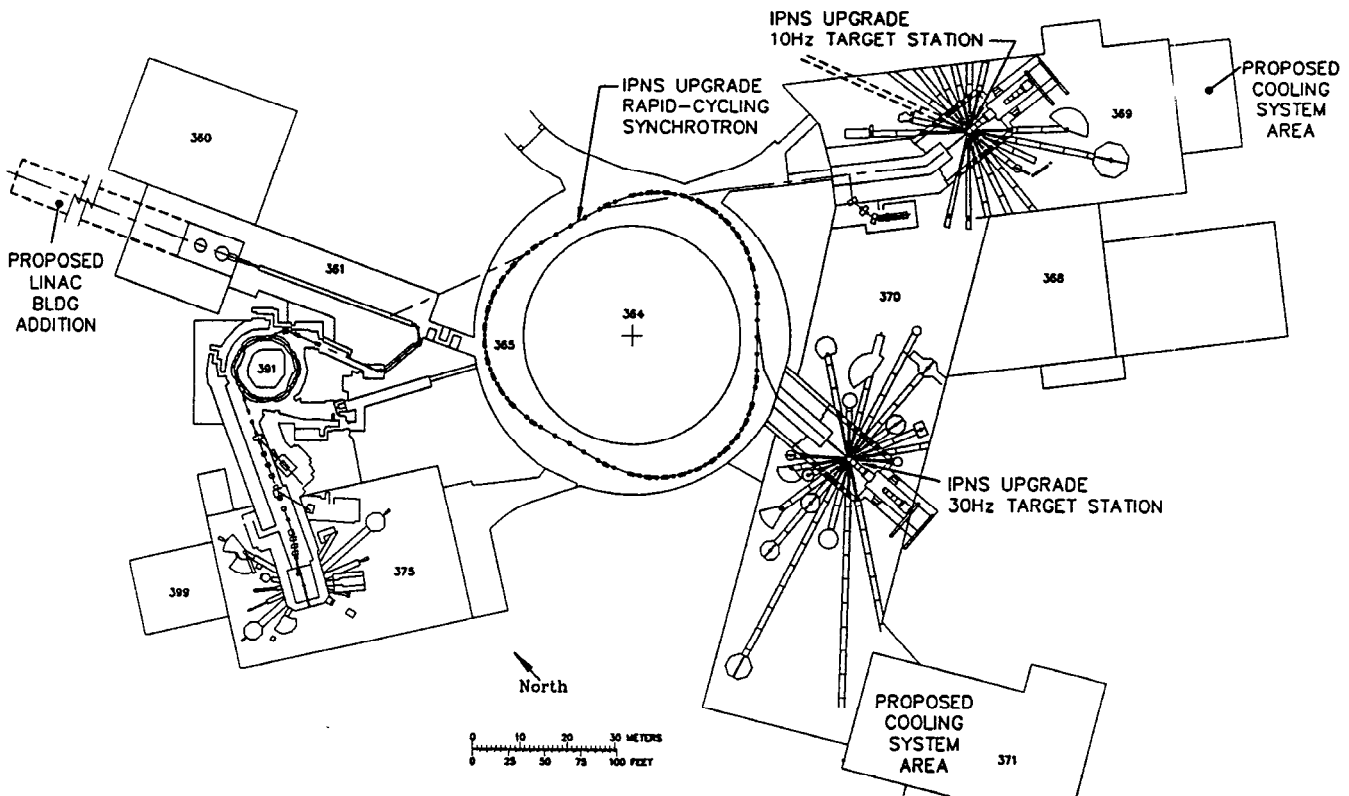 IPNS UPGRADE
10Hz TARGET STATION
IPNS UPGRADE
RAPID-CYCLING
SYNCHROTRON
PROPOSED
COOLING
SYSTEM
AREA
360
369
361
PROPOSED
LINAC
BLDG
ADDITION
364
365
370
368
391
IPNS UPGRADE
30Hz TARGET STATION
375
399
North
PROPOSED
COOLING
SYSTEM
AREA
371
0 10 20 30 METERS
0 25 50 75 100 FEET